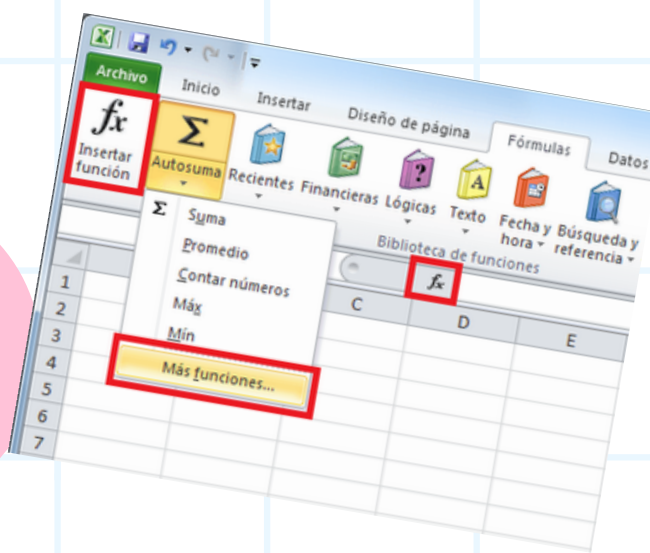 Archivo
Inicio
Insertar
Diseño de página
Fórmulas
Datos
fx
Insertar
función
Σ
Autosuma
Recientes
Financieras
Lógicas
Texto
A
?
Fecha y
hora
Búsqueda y
referencia
Biblioteca de funciones
Σ Suma
Promedio
Contar números
Máx
Mín
Más funciones...
fx
C
D
E
1
2
3
4
5
6
7